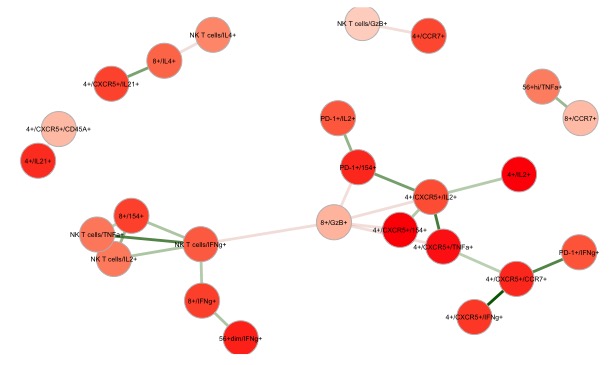 NK T cells/GzB+
4+/CCR7+
NK T cells/IL4+
8+/IL4+
4+/CXCR5+/IL21+
56+hi/TNFa+
8+/CCR7+
4+/CXCR5+/CD45A+
4+/IL21+
PD-1+/IL2+
PD-1+/154+
4+/IL2+
4+/CXCR5+/IL2+
8+/154+
8+/GzB+
4+/CXCR5+/154+
NK T cells/TNFa+
NK T cells/IFNg+
4+/CXCR5+/TNFa+
NK T cells/IL2+
PD-1+/IFNg+
4+/CXCR5+/CCR7+
8+/IFNg+
4+/CXCR5+/IFNg+
56+dim/IFNg+